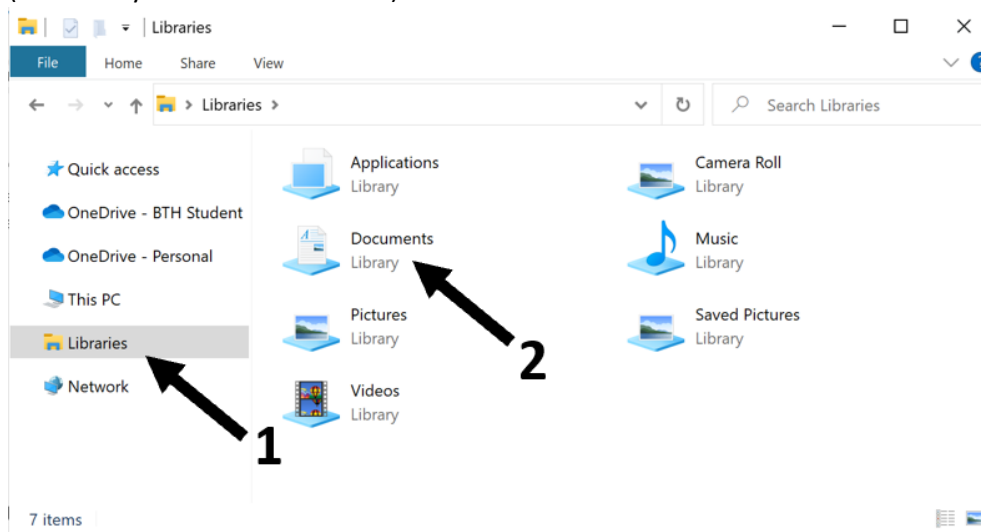 Libraries
File Home Share View
Libraries
Search Libraries
Quick access
OneDrive - BTH Student
OneDrive - Personal
This PC
Libraries
Network
Applications
Library
Camera Roll
Library
Documents
Library
Music
Library
Pictures
Library
Saved Pictures
Library
Videos
Library
1
2
7 items